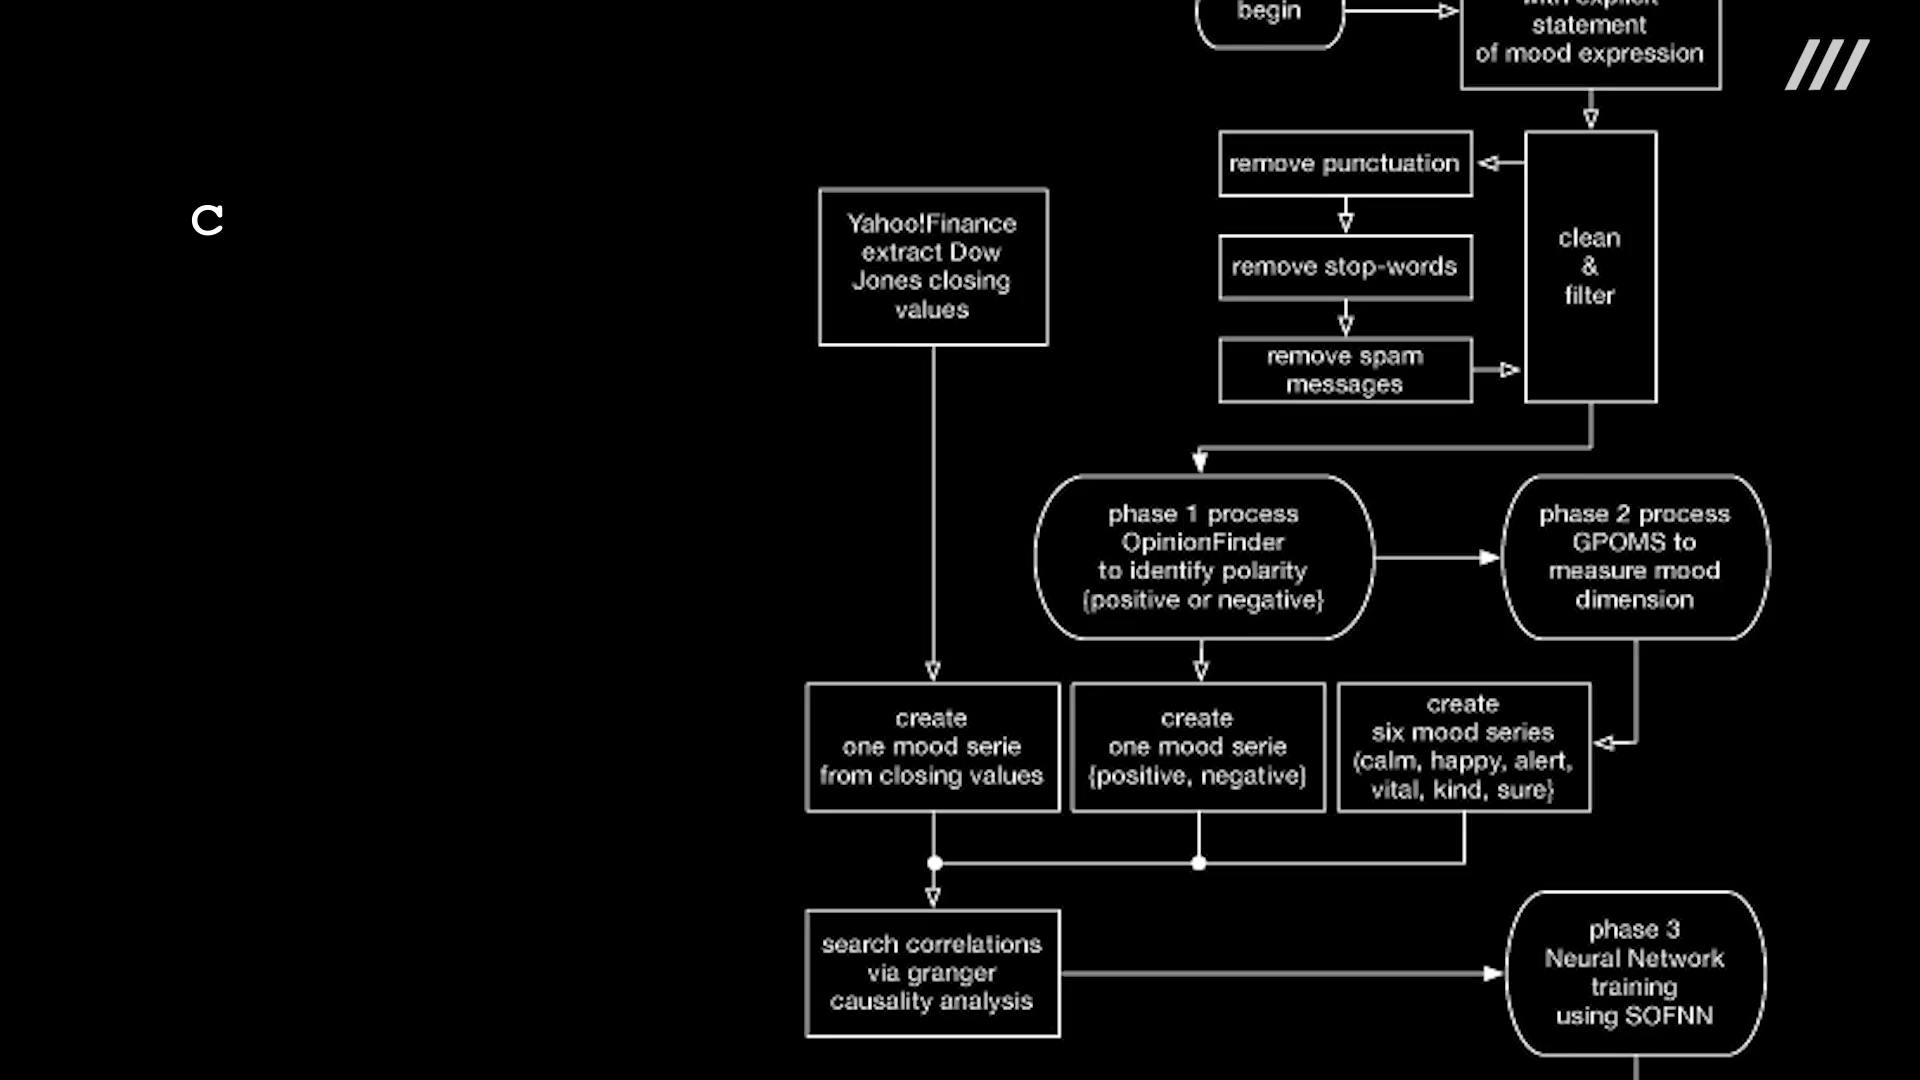 begin
with explicit
statement
of mood expression
remove punctuation
clean
&
filter
C
Yahoo!Finance
extract Dow
Jones closing
values
remove stop-words
remove spam
messages
phase 1 process
OpinionFinder
to identify polarity
{positive or negative}
phase 2 process
GPOMS to
measure mood
dimension
create
one mood serie
from closing values
create
one mood serie
{positive, negative}
create
six mood series
(calm, happy, alert,
vital, kind, sure}
search correlations
via granger
causality analysis
phase 3
Neural Network
training
using SOFNN